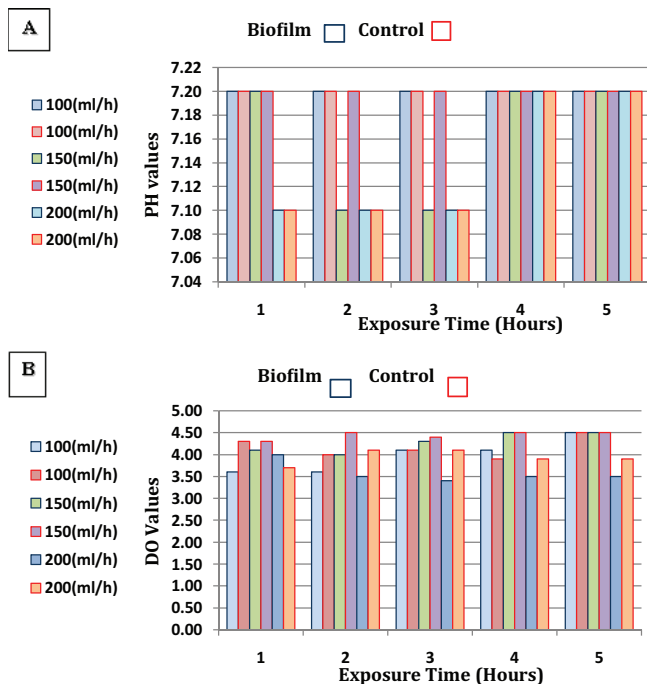 A
Biofilm Control
100(ml/h)
100(ml/h)
150(ml/h)
150(ml/h)
200(ml/h)
200(ml/h)
PH values
7.22
7.20
7.18
7.16
7.14
7.12
7.10
7.08
7.06
7.04
1 2 3 4 5
Exposure Time (Hours)
B
Biofilm Control
100(ml/h)
100(ml/h)
150(ml/h)
150(ml/h)
200(ml/h)
200(ml/h)
DO Values
5.00
4.50
4.00
3.50
3.00
2.50
2.00
1.50
1.00
0.50
0.00
1 2 3 4 5
Exposure Time (Hours)